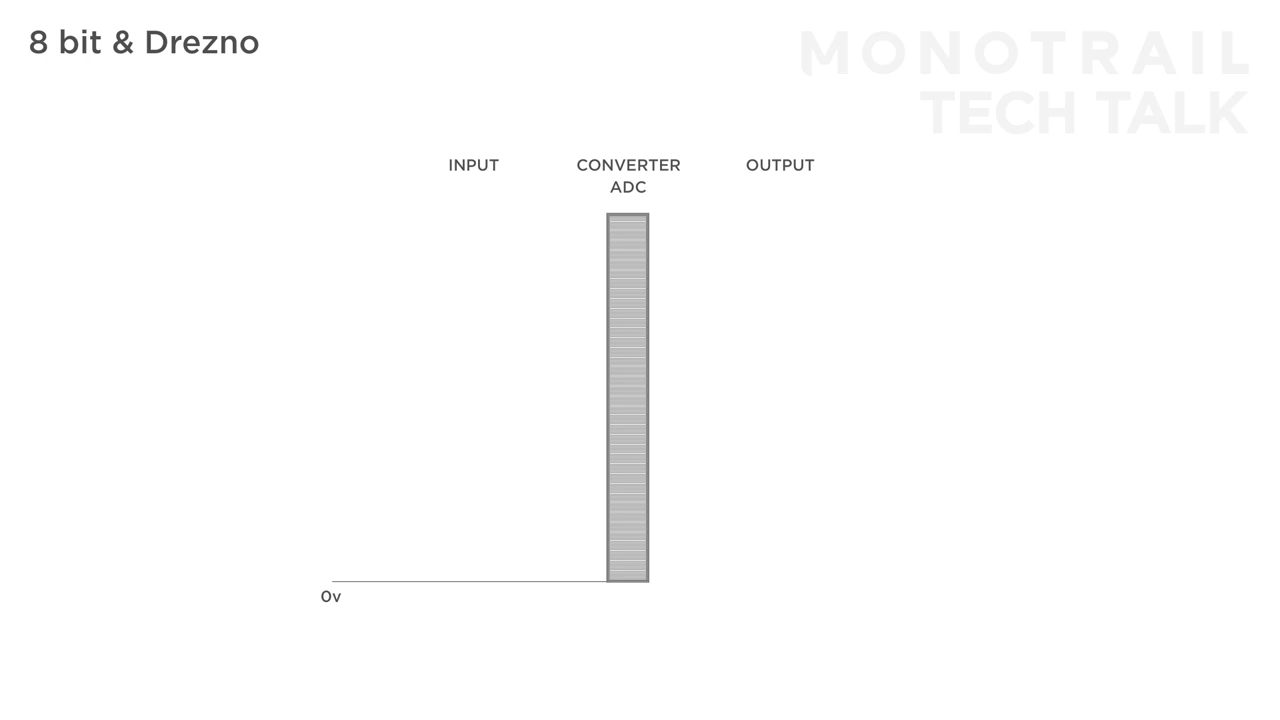 8 bit & Drezno
MONOTRAIL
TECH TALK
INPUT
CONVERTER
ADC
OUTPUT
0v